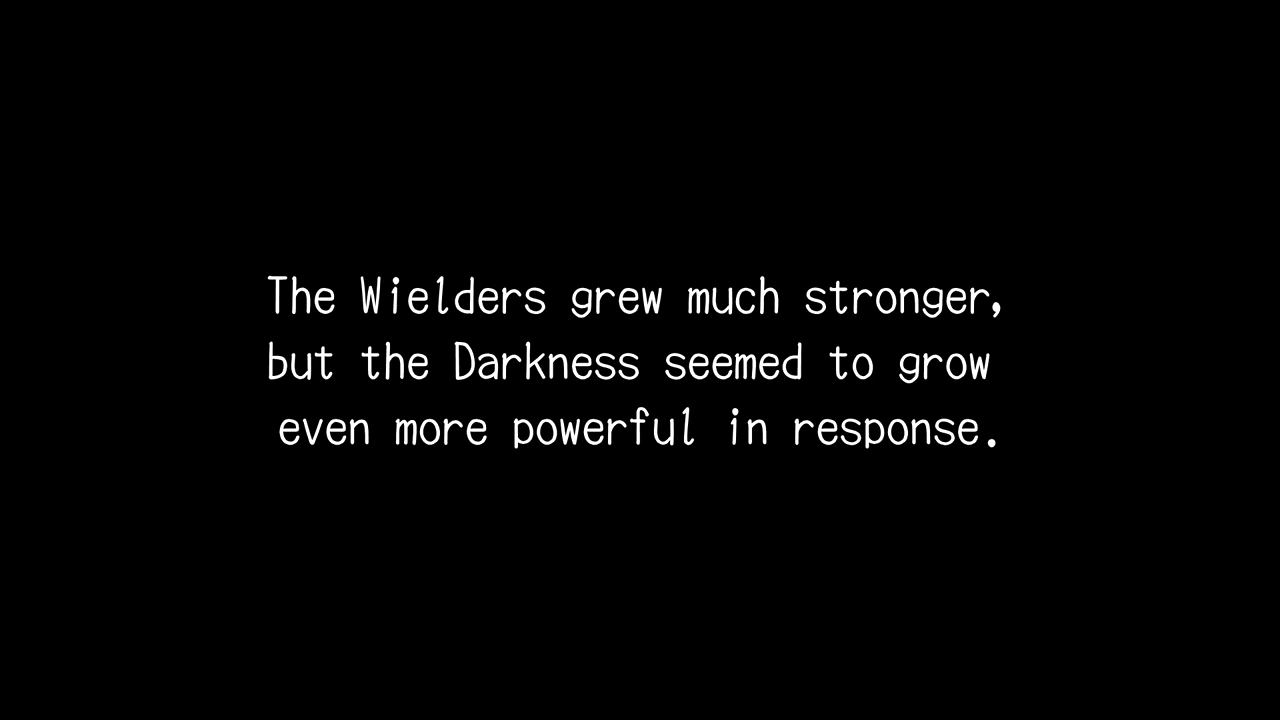 The Wielders grew much stronger,
but the Darkness seemed to grow
even more powerful in response.